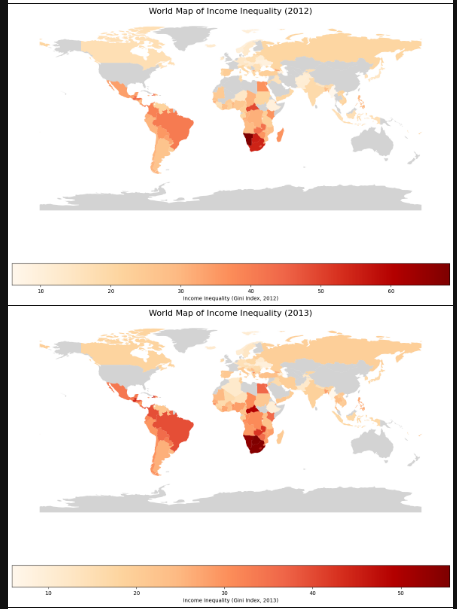 World Map of Income Inequality (2012)
10 20 30 40 50 60
Income Inequality (Gini Index, 2012)
World Map of Income Inequality (2013)
10 20 30 40 50
Income Inequality (Gini Index, 2013)